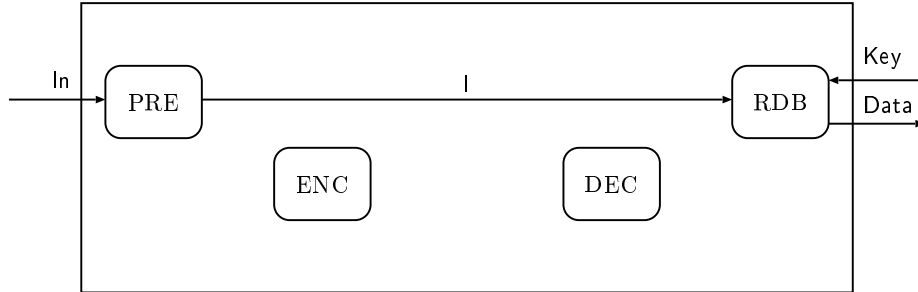 In
PRE
I
RDB
Key
Data
ENC
DEC